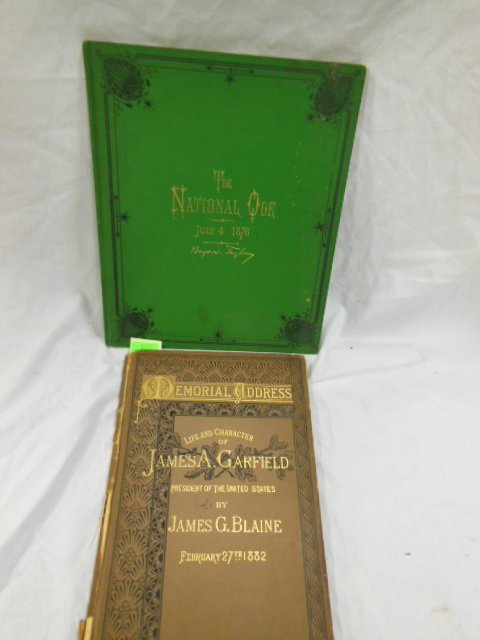 The
National Ode
July 4 1876
Bayard Taylor
Memorial Address
Life and Character
of
James A. Garfield
President of the United States
by
James G. Blaine
February 27th 1882